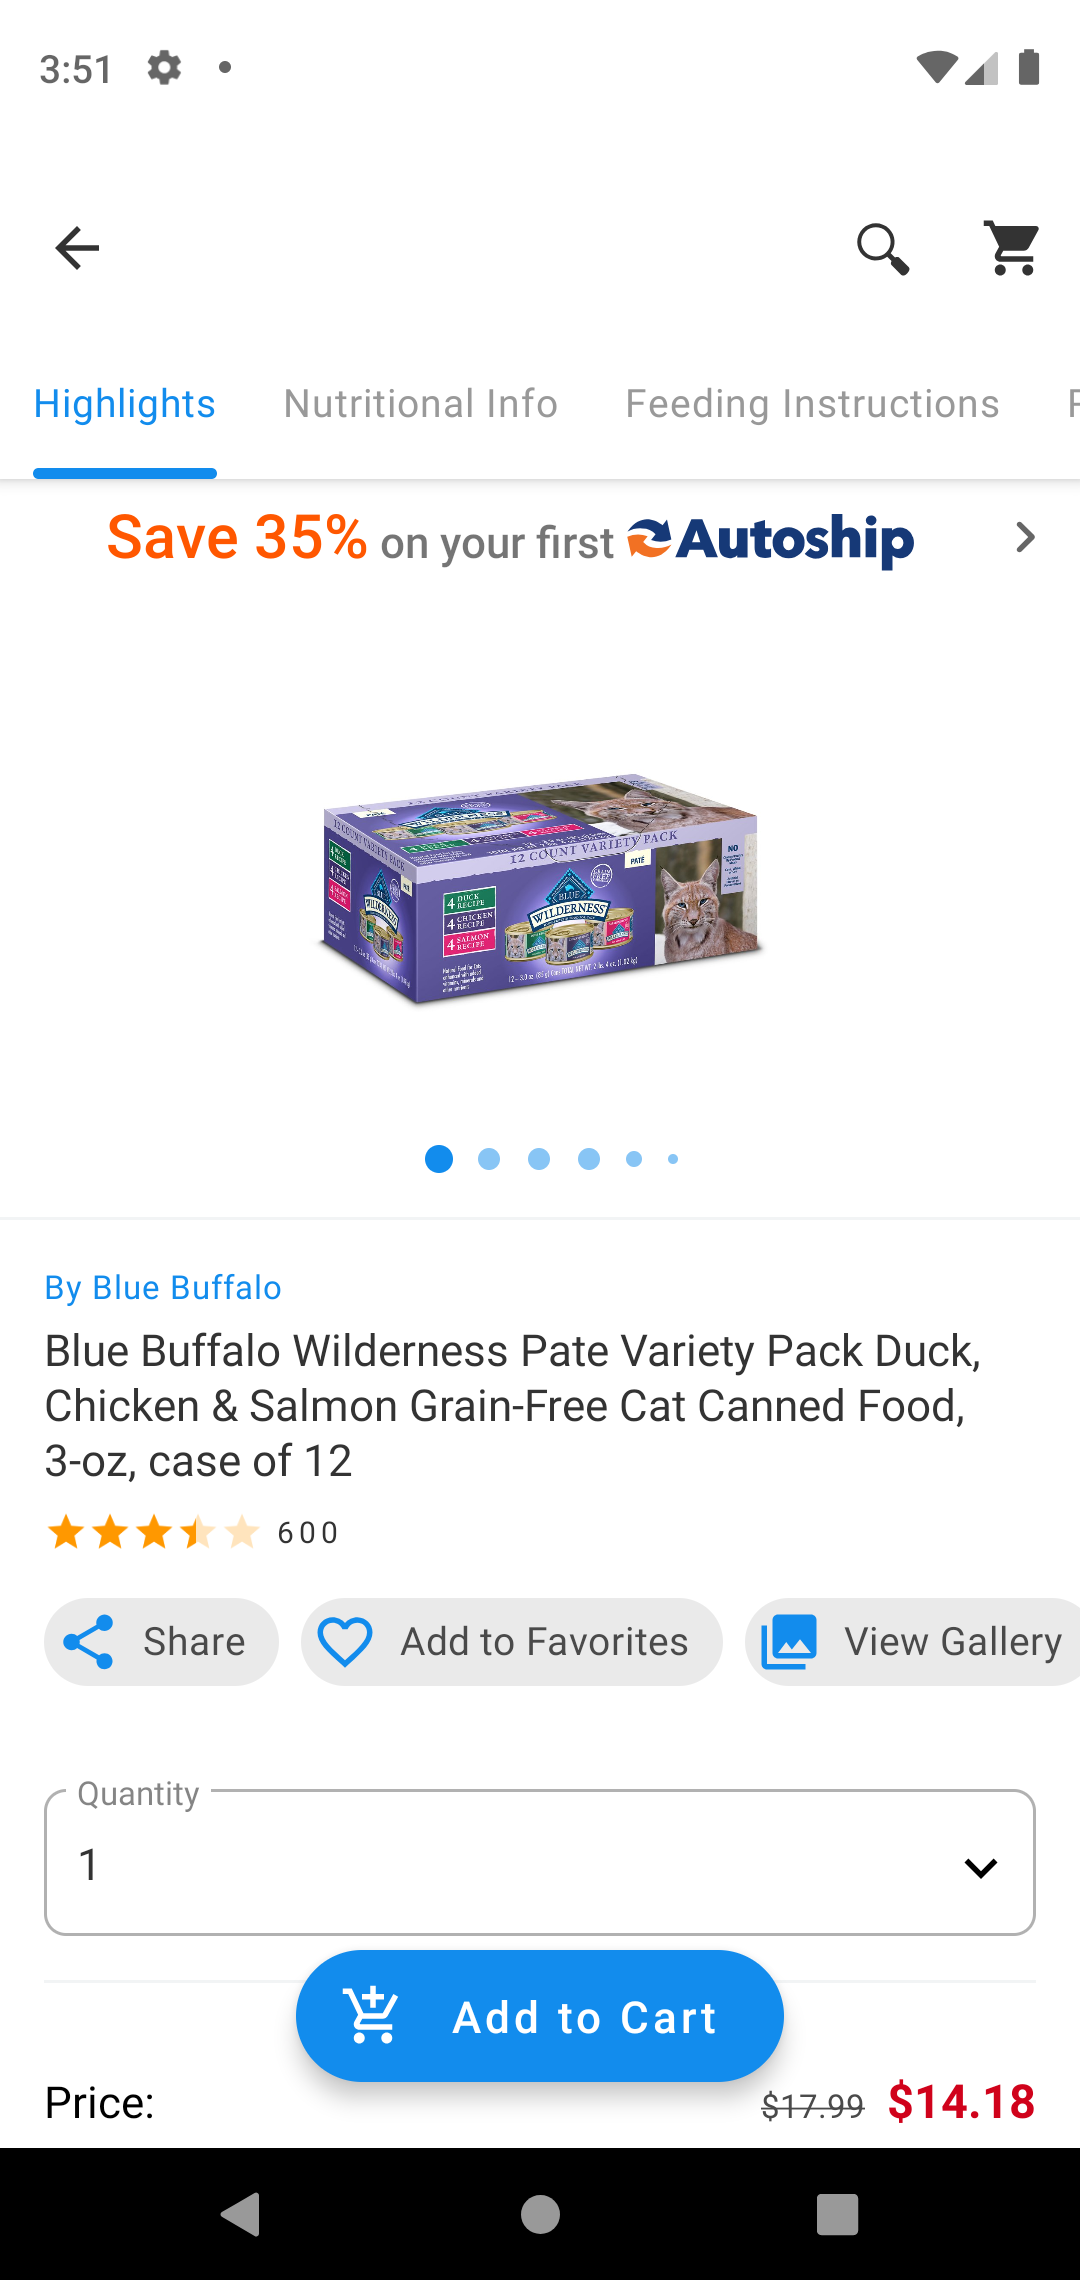 3:51
Highlights
Nutritional Info
Feeding Instructions
Save 35% on your first Autoship
12 COUNT VARIETY PACK
PATÉ
NO
4 DUCK RECIPE
4 CHICKEN RECIPE
4 SALMON RECIPE
BLUE
WILDERNESS
By Blue Buffalo
Blue Buffalo Wilderness Pate Variety Pack Duck,
Chicken & Salmon Grain-Free Cat Canned Food,
3-oz, case of 12
600
Share
Add to Favorites
View Gallery
Quantity
1
Add to Cart
Price:
$17.99 $14.18